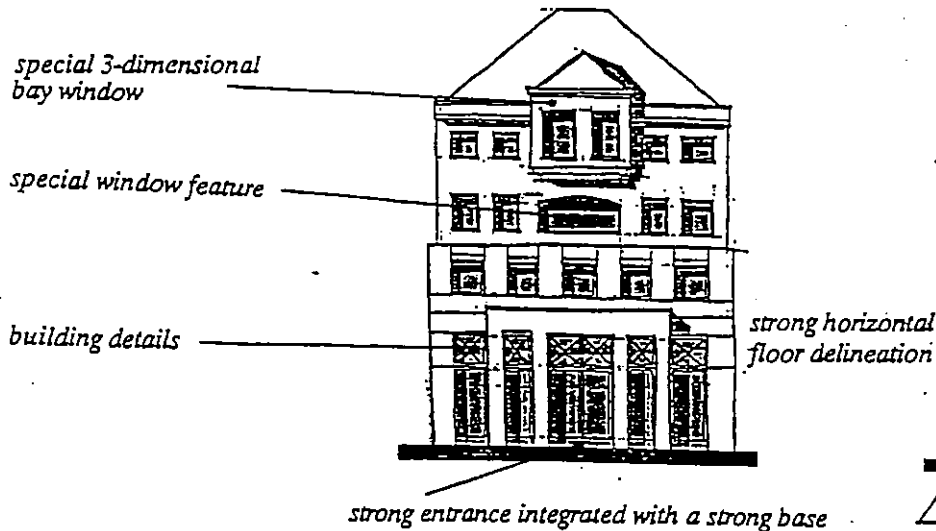 special 3-dimensional
bay window
special window feature
building details
strong horizontal
floor delineation
strong entrance integrated with a strong base